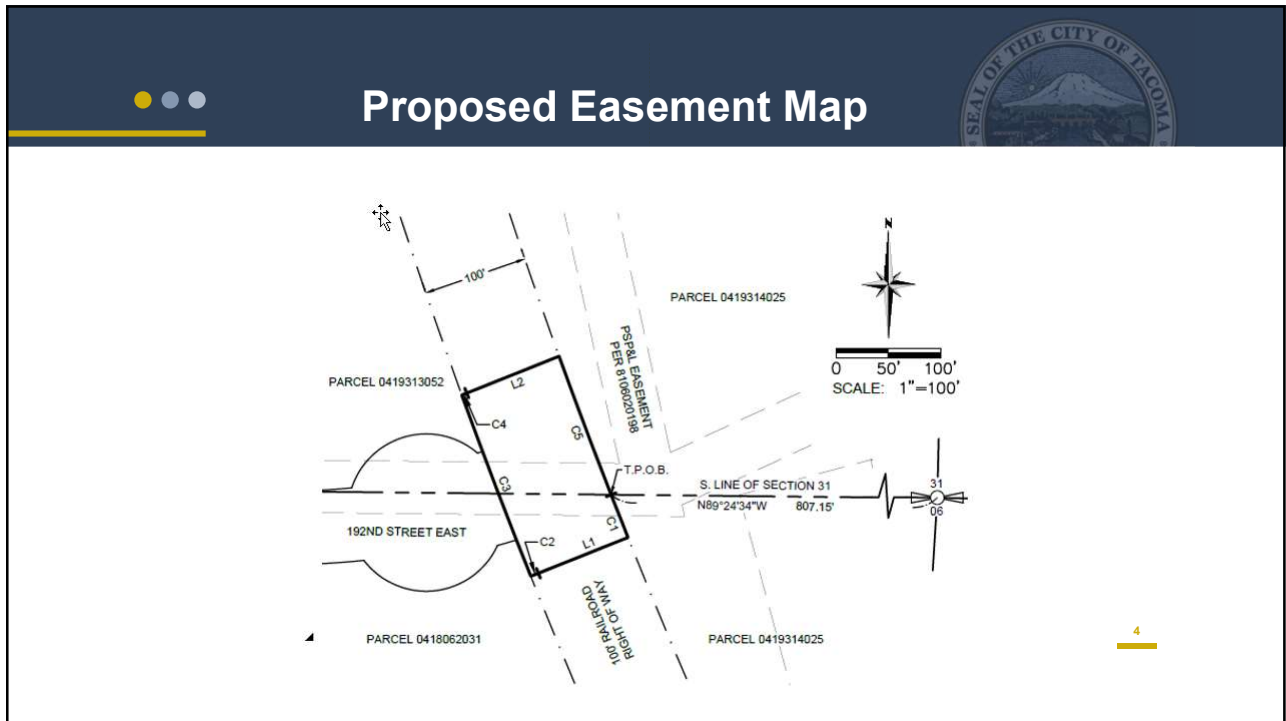 Proposed Easement Map
SEAL OF THE CITY OF TACOMA
N
100'
PARCEL 0419314025
PSP&L EASEMENT
PER 8106020198
0 50' 100'
SCALE: 1"=100'
PARCEL 0419313052
L2
C4
C5
T.P.O.B.
C3
S. LINE OF SECTION 31
N89°24'34"W 807.15'
31
06
192ND STREET EAST
C1
C2
L1
100' RAILROAD
RIGHT OF WAY
PARCEL 0418062031
PARCEL 0419314025
4